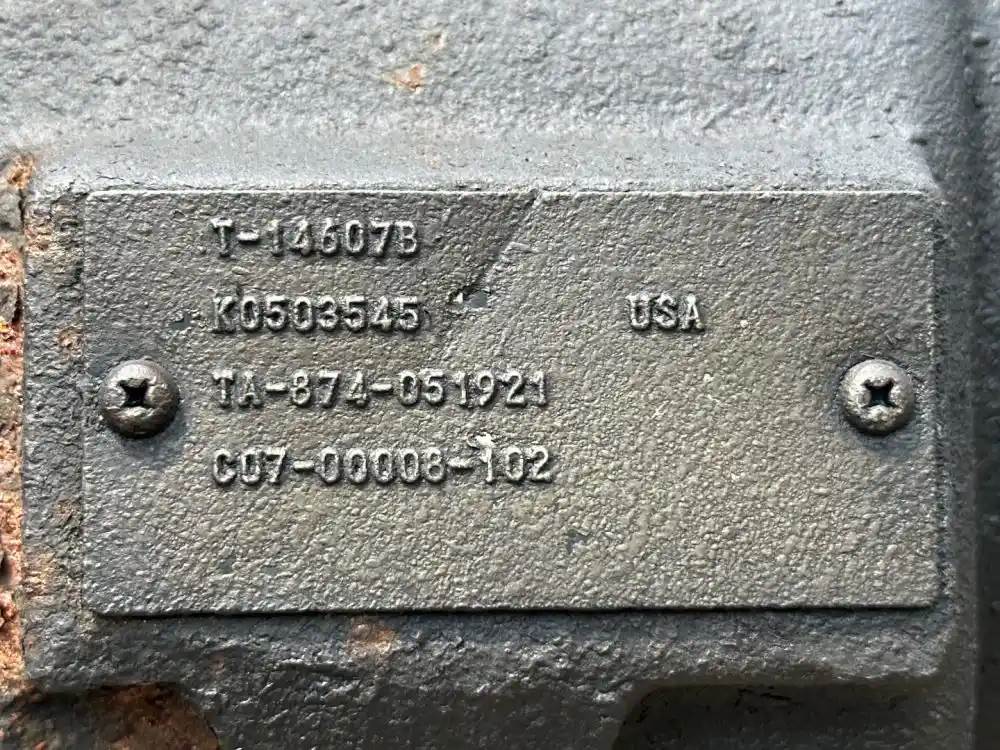 T-14607B
K0503545 USA
TA-874-051921
C07-00008-102